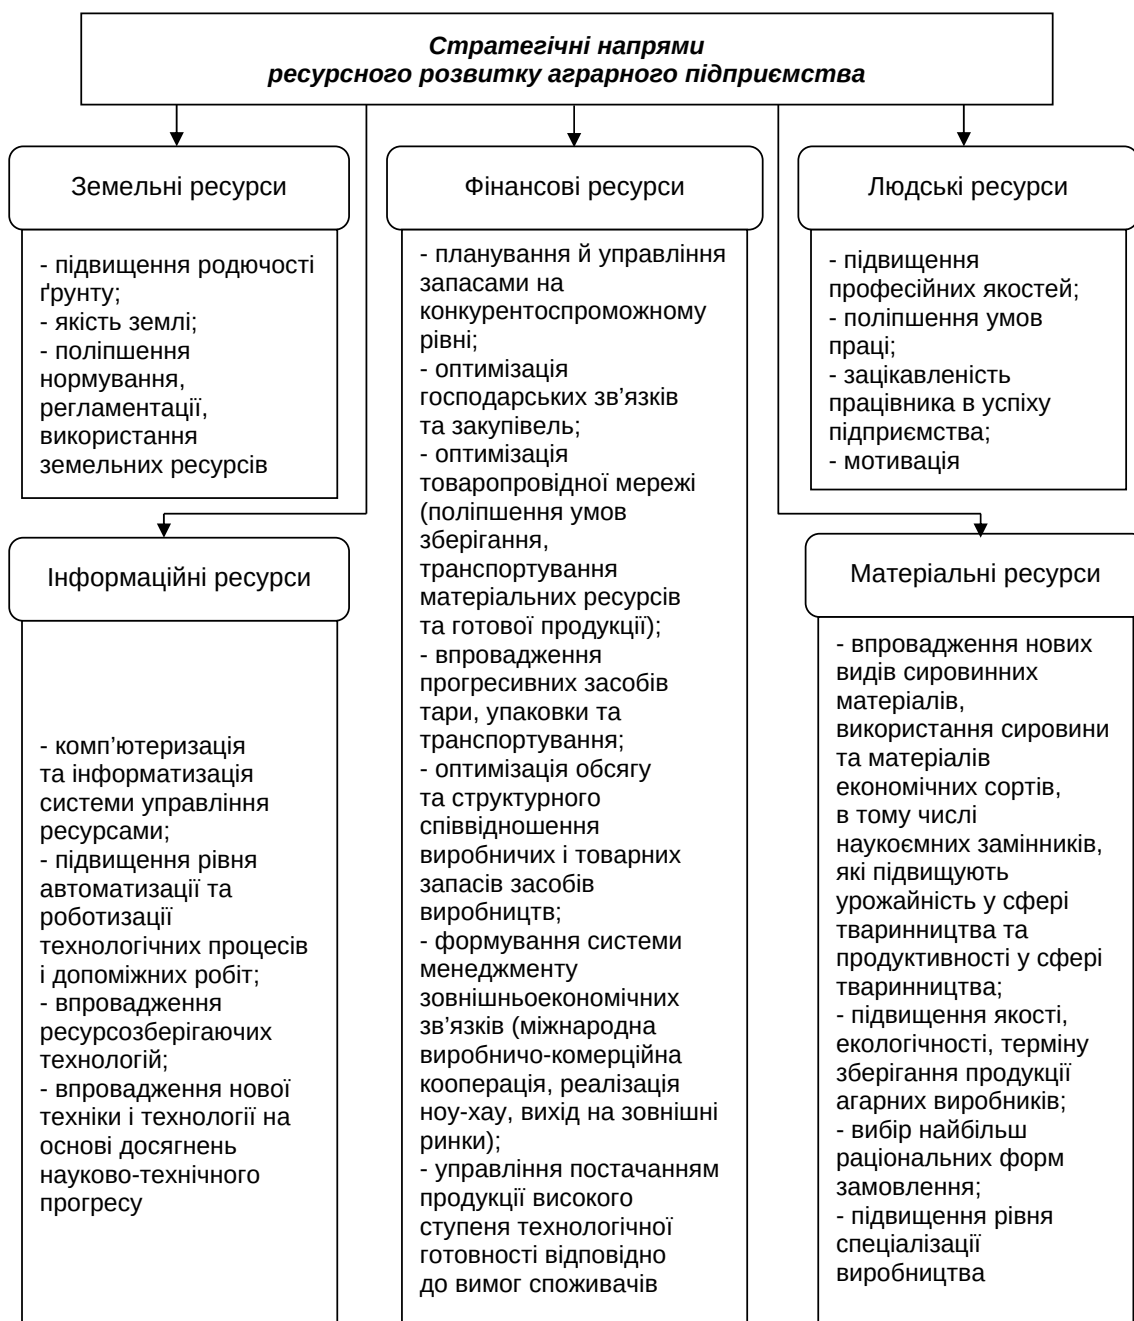 Стратегічні напрями
ресурсного розвитку аграрного підприємства
Земельні ресурси
- підвищення родючості
ґрунту;
- якість землі;
- поліпшення
нормування,
регламентації,
використання
земельних ресурсів
Інформаційні ресурси
- комп’ютеризація
та інформатизація
системи управління
ресурсами;
- підвищення рівня
автоматизації та
роботизації
технологічних процесів
і допоміжних робіт;
- впровадження
ресурсозберігаючих
технологій;
- впровадження нової
техніки і технології на
основі досягнень
науково-технічного
прогресу
Фінансові ресурси
- планування й управління
запасами на
конкурентоспроможному
рівні;
- оптимізація
господарських зв’язків
та закупівель;
- оптимізація
товаропровідної мережі
(поліпшення умов
зберігання,
транспортування
матеріальних ресурсів
та готової продукції);
- впровадження
прогресивних засобів
тари, упаковки та
транспортування;
- оптимізація обсягу
та структурного
співвідношення
виробничих і товарних
запасів засобів
виробництв;
- формування системи
менеджменту
зовнішньоекономічних
зв’язків (міжнародна
виробничо-комерційна
кооперація, реалізація
ноу-хау, вихід на зовнішні
ринки);
- управління постачанням
продукції високого
ступеня технологічної
готовності відповідно
до вимог споживачів
Людські ресурси
- підвищення
професійних якостей;
- поліпшення умов
праці;
- зацікавленість
працівника в успіху
підприємства;
- мотивація
Матеріальні ресурси
- впровадження нових
видів сировинних
матеріалів,
використання сировини
та матеріалів
економічних сортів,
в тому числі
наукоємних замінників,
які підвищують
урожайність у сфері
тваринництва та
продуктивності у сфері
тваринництва;
- підвищення якості,
екологічності, терміну
зберігання продукції
агарних виробників;
- вибір найбільш
раціональних форм
замовлення;
- підвищення рівня
спеціалізації
виробництва